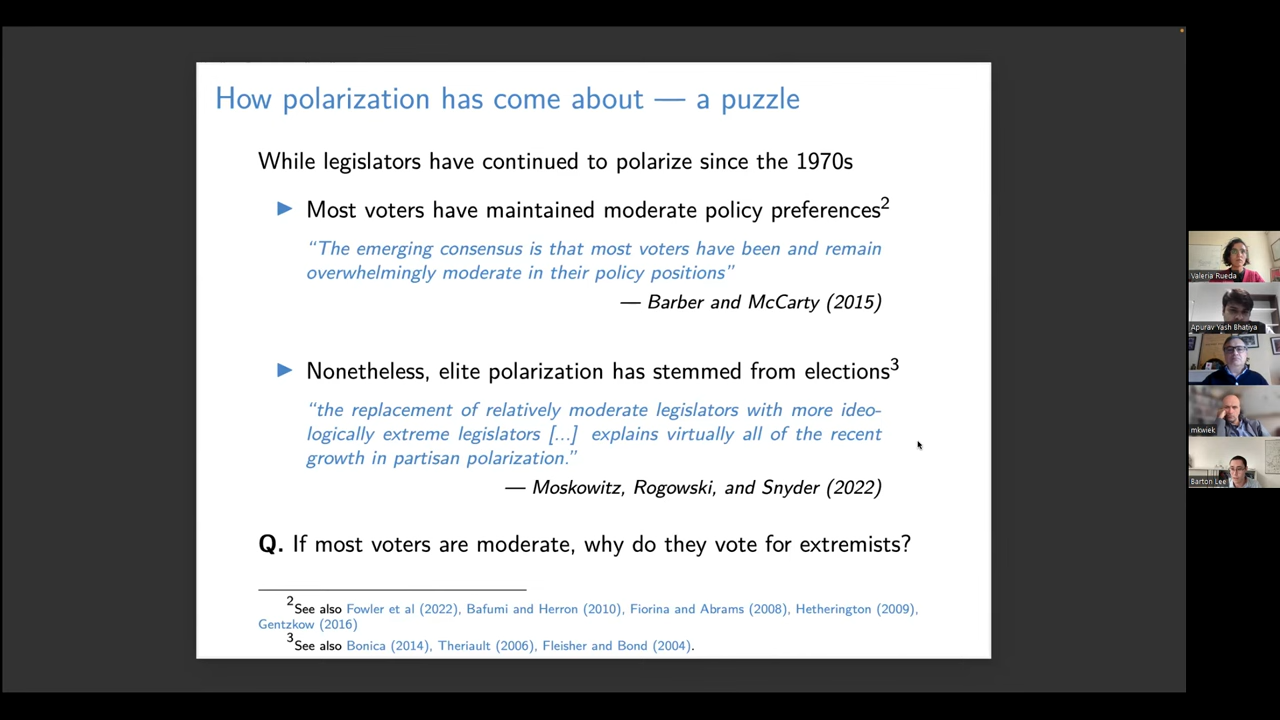 How polarization has come about — a puzzle
While legislators have continued to polarize since the 1970s
▶ Most voters have maintained moderate policy preferences2
“The emerging consensus is that most voters have been and remain
overwhelmingly moderate in their policy positions”
— Barber and McCarty (2015)
▶ Nonetheless, elite polarization has stemmed from elections3
“the replacement of relatively moderate legislators with more ideo-
logically extreme legislators [...] explains virtually all of the recent
growth in partisan polarization.”
— Moskowitz, Rogowski, and Snyder (2022)
Q. If most voters are moderate, why do they vote for extremists?
2See also Fowler et al (2022), Bafumi and Herron (2010), Fiorina and Abrams (2008), Hetherington (2009),
Gentzkow (2016)
3See also Bonica (2014), Theriault (2006), Fleisher and Bond (2004).
Valeria Rueda
Apurav Yash Bhatiya
mkwiek
Barton Lee